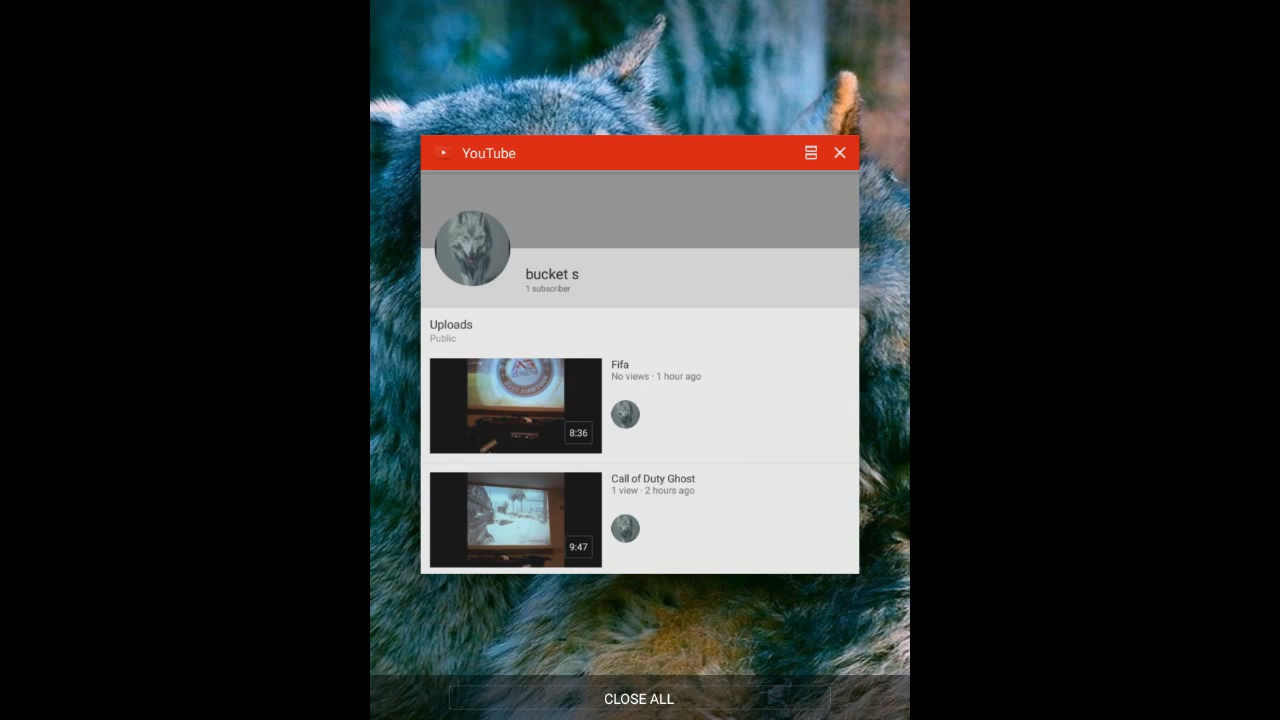 YouTube
bucket s
1 subscriber
Uploads
Public
Fifa
No views · 1 hour ago
8:36
Call of Duty Ghost
1 view · 2 hours ago
9:47
CLOSE ALL